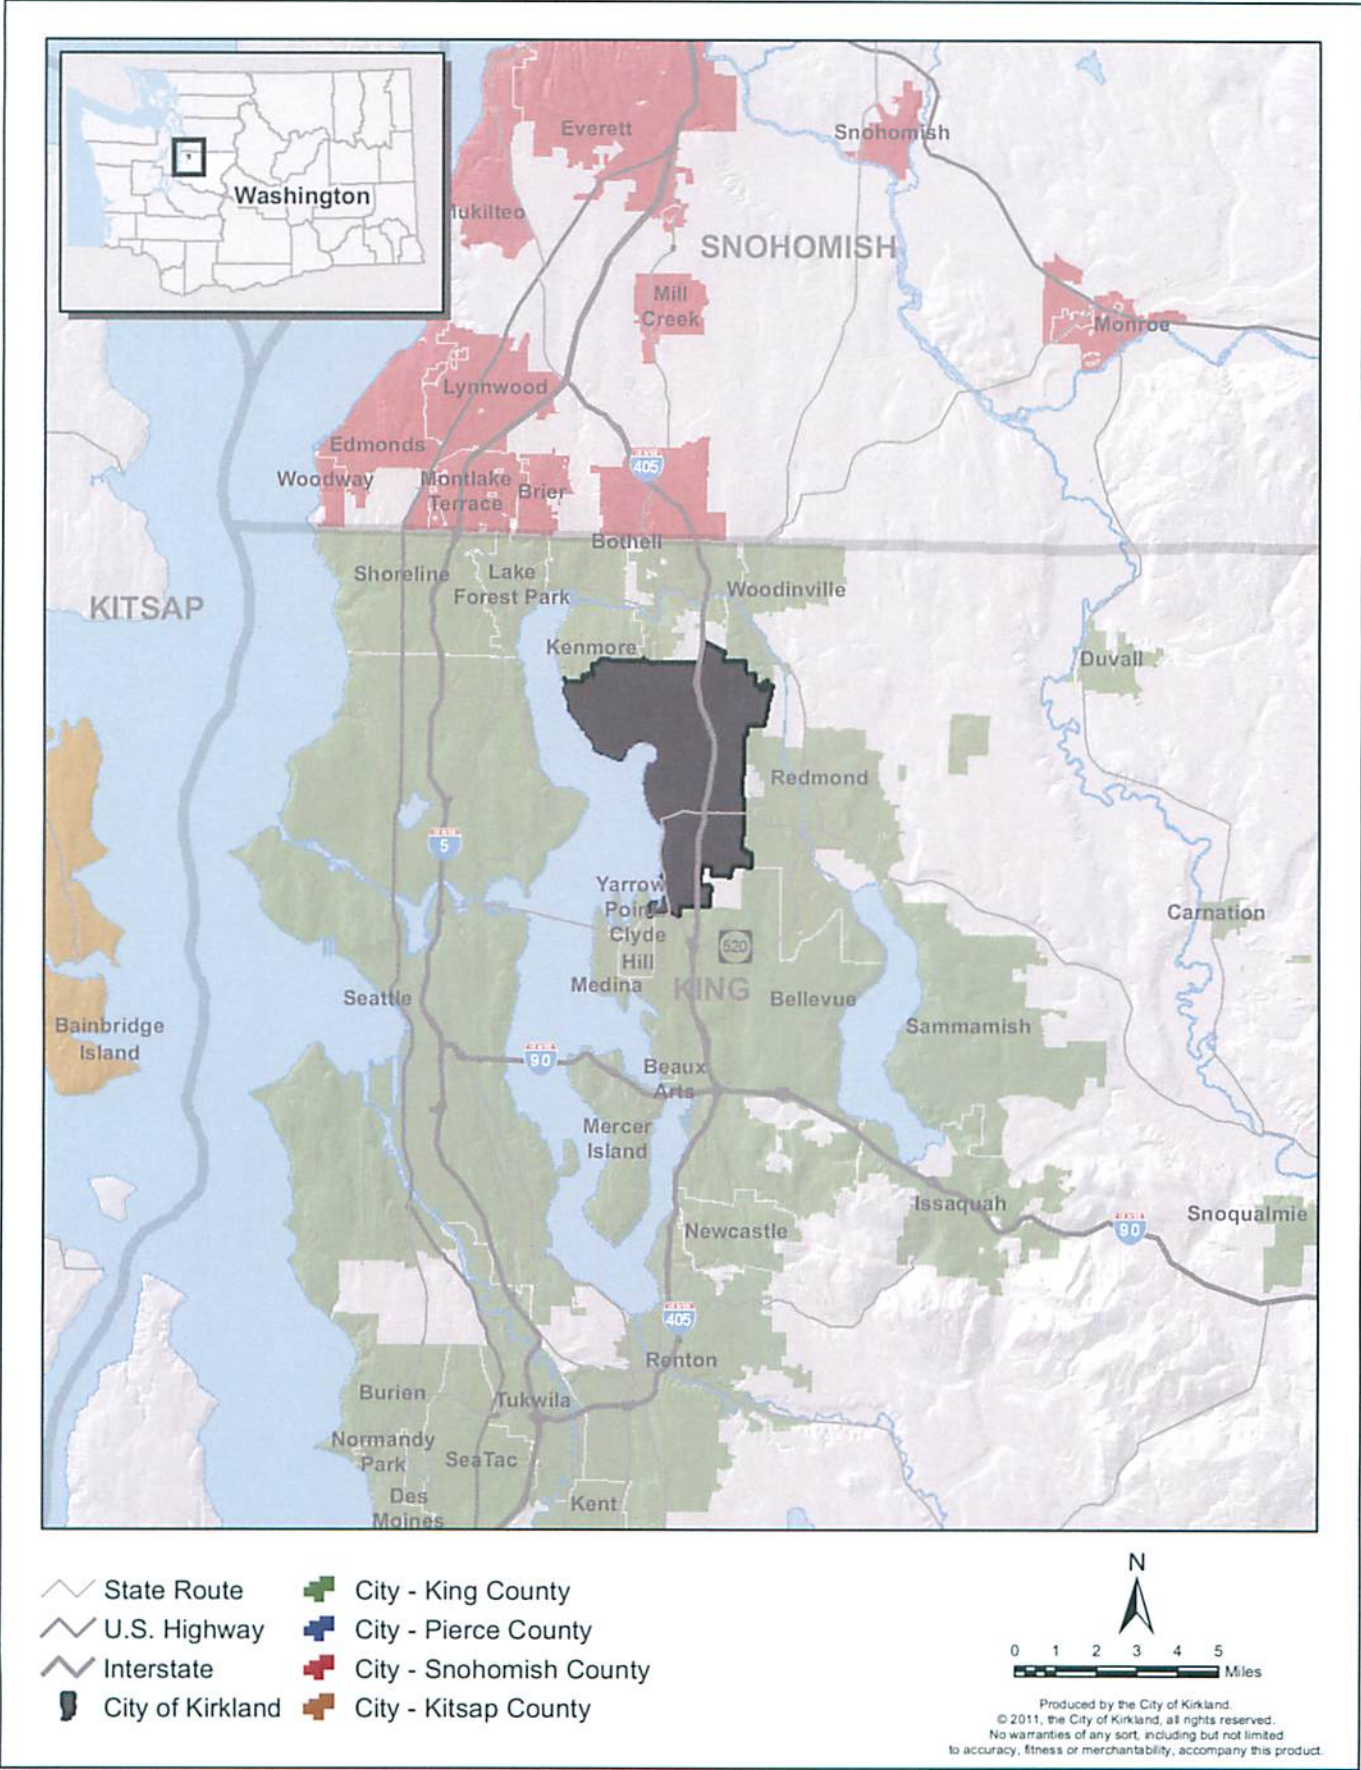 Washington
Everett
Snohomish
ukilteo
SNOHOMISH
Mill
Creek
Monroe
Lynnwood
Edmonds
Woodway
Montlake
Terrace
Brier
405
Bothell
Shoreline
Lake
Forest Park
Woodinville
KITSAP
Kenmore
Duvall
Redmond
5
Yarrow
Point
Clyde
Hill
Carnation
520
Medina
KING
Seattle
Bellevue
Bainbridge
Island
Sammamish
90
Beaux
Arts
Mercer
Island
Issaquah
Snoqualmie
Newcastle
90
405
Renton
Burien
Tukwila
Normandy
Park
SeaTac
Des
Moines
Kent
State Route
U.S. Highway
Interstate
City of Kirkland
City - King County
City - Pierce County
City - Snohomish County
City - Kitsap County
N
0 1 2 3 4 5
Miles
Produced by the City of Kirkland.
© 2011, the City of Kirkland, all rights reserved.
No warranties of any sort, including but not limited
to accuracy, fitness or merchantability, accompany this product.